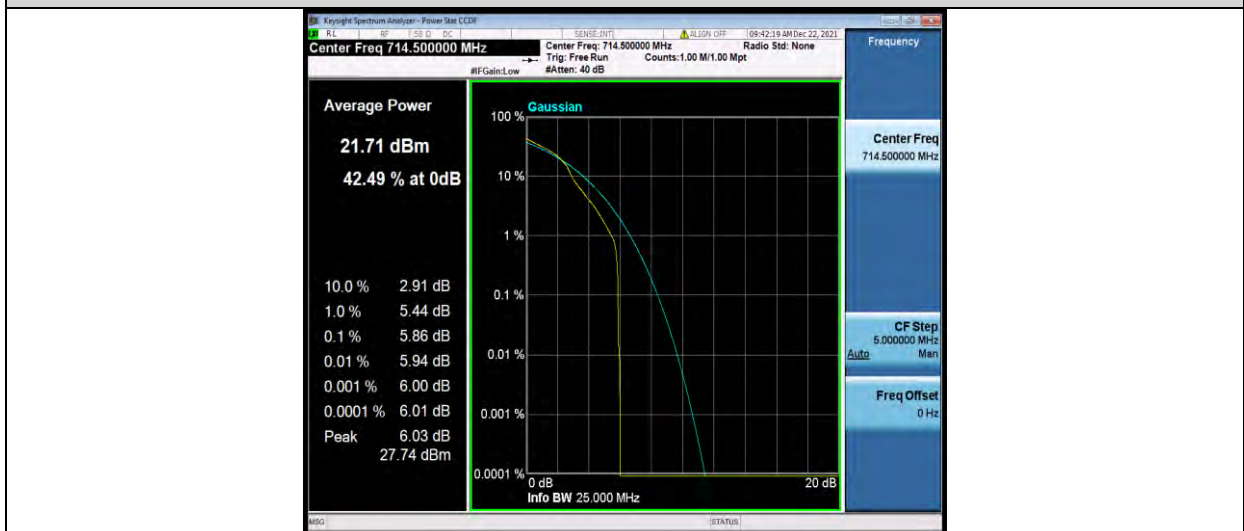 Keysight Spectrum Analyzer - Power Stat CCDF
RL RF 50 Ω DC SENSE:INT ALIGN OFF 09:42:19 AM Dec 22, 2021
Center Freq 714.500000 MHz
Center Freq: 714.500000 MHz Radio Std: None
Trig: Free Run Counts:1.00 M/1.00 Mpt
#IFGain:Low #Atten: 40 dB
Frequency
Average Power
21.71 dBm
42.49 % at 0dB
10.0 % 2.91 dB
1.0 % 5.44 dB
0.1 % 5.86 dB
0.01 % 5.94 dB
0.001 % 6.00 dB
0.0001 % 6.01 dB
Peak 6.03 dB
27.74 dBm
Gaussian
100 %
10 %
1 %
0.1 %
0.01 %
0.001 %
0.0001 %
0 dB 20 dB
Info BW 25.000 MHz
Center Freq
714.500000 MHz
CF Step
5.000000 MHz
Auto Man
Freq Offset
0 Hz
MSG STATUS